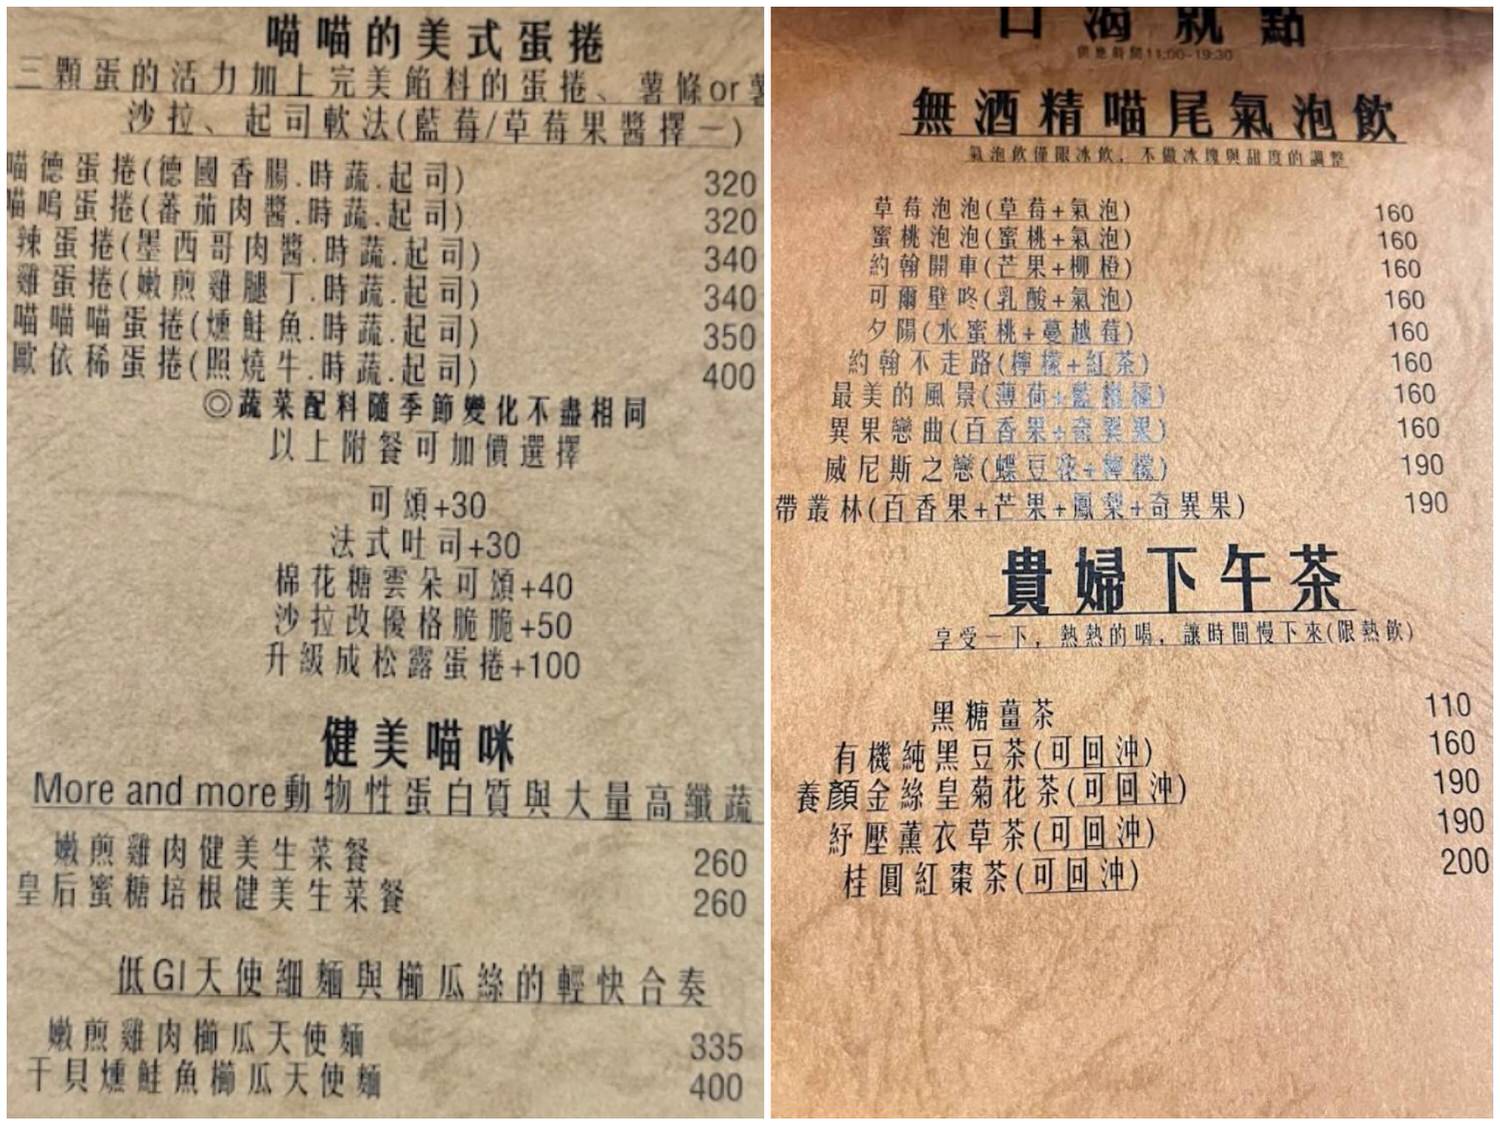 喵喵的美式蛋捲
三顆蛋的活力加上完美餡料的蛋捲、薯條or薯
沙拉、起司軟法(藍莓/草莓果醬擇一)
喵德蛋捲(德國香腸.時蔬.起司) 320
喵嗚蛋捲(蕃茄肉醬.時蔬.起司) 320
辣蛋捲(墨西哥肉醬.時蔬.起司) 340
雞蛋捲(嫩煎雞腿丁.時蔬.起司) 340
喵喵喵蛋捲(燻鮭魚.時蔬.起司) 350
歐依稀蛋捲(照燒牛.時蔬.起司) 400
◎蔬菜配料隨季節變化不盡相同
以上附餐可加價選擇
可頌+30
法式吐司+30
棉花糖雲朵可頌+40
沙拉改優格脆脆+50
升級成松露蛋捲+100
健美喵咪
More and more動物性蛋白質與大量高纖蔬
嫩煎雞肉健美生菜餐 260
皇后蜜糖培根健美生菜餐 260
低GI天使細麵與櫛瓜絲的輕快合奏
嫩煎雞肉櫛瓜天使麵 335
干貝燻鮭魚櫛瓜天使麵 400
口渴就點
供應時間11:00-19:30
無酒精喵尾氣泡飲
氣泡飲僅限冰飲，不做冰塊與甜度的調整
草莓泡泡(草莓+氣泡) 160
蜜桃泡泡(蜜桃+氣泡) 160
約翰開車(芒果+柳橙) 160
可爾壁咚(乳酸+氣泡) 160
夕陽(水蜜桃+蔓越莓) 160
約翰不走路(檸檬+紅茶) 160
最美的風景(薄荷+藍柑橘) 160
異果戀曲(百香果+奇異果) 160
威尼斯之戀(蝶豆花+檸檬) 190
帶叢林(百香果+芒果+鳳梨+奇異果) 190
貴婦下午茶
享受一下，熱熱的喝，讓時間慢下來(限熱飲)
黑糖薑茶 110
有機純黑豆茶(可回沖) 160
養顏金絲皇菊花茶(可回沖) 190
紓壓薰衣草茶(可回沖) 190
桂圓紅棗茶(可回沖) 200